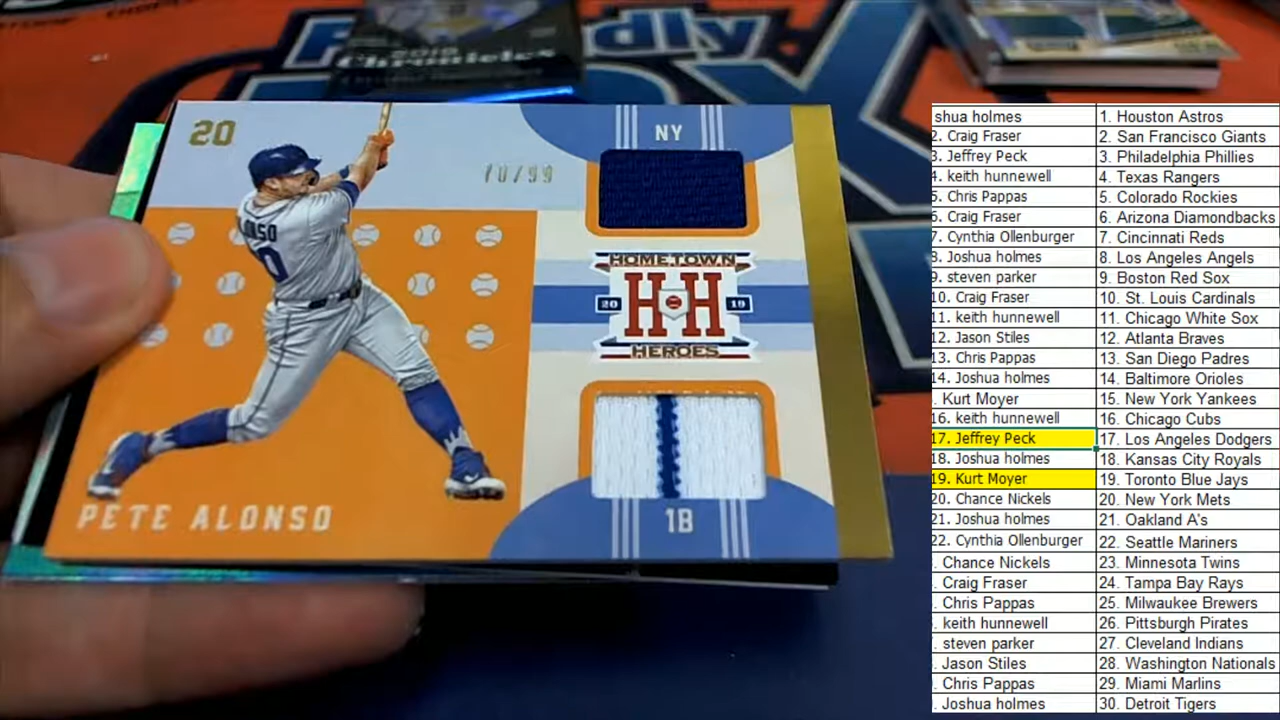 2019
Chronicles
dly
20
NY
70/99
ALONSO
20
HOMETOWN
20 HH 19
HEROES
PETE ALONSO
1B
shua holmes 1. Houston Astros
2. Craig Fraser 2. San Francisco Giants
3. Jeffrey Peck 3. Philadelphia Phillies
4. keith hunnewell 4. Texas Rangers
5. Chris Pappas 5. Colorado Rockies
6. Craig Fraser 6. Arizona Diamondbacks
7. Cynthia Ollenburger 7. Cincinnati Reds
8. Joshua holmes 8. Los Angeles Angels
9. steven parker 9. Boston Red Sox
10. Craig Fraser 10. St. Louis Cardinals
11. keith hunnewell 11. Chicago White Sox
12. Jason Stiles 12. Atlanta Braves
13. Chris Pappas 13. San Diego Padres
14. Joshua holmes 14. Baltimore Orioles
. Kurt Moyer 15. New York Yankees
16. keith hunnewell 16. Chicago Cubs
17. Jeffrey Peck 17. Los Angeles Dodgers
18. Joshua holmes 18. Kansas City Royals
19. Kurt Moyer 19. Toronto Blue Jays
20. Chance Nickels 20. New York Mets
21. Joshua holmes 21. Oakland A's
22. Cynthia Ollenburger 22. Seattle Mariners
. Chance Nickels 23. Minnesota Twins
. Craig Fraser 24. Tampa Bay Rays
. Chris Pappas 25. Milwaukee Brewers
. keith hunnewell 26. Pittsburgh Pirates
. steven parker 27. Cleveland Indians
. Jason Stiles 28. Washington Nationals
. Chris Pappas 29. Miami Marlins
. Joshua holmes 30. Detroit Tigers